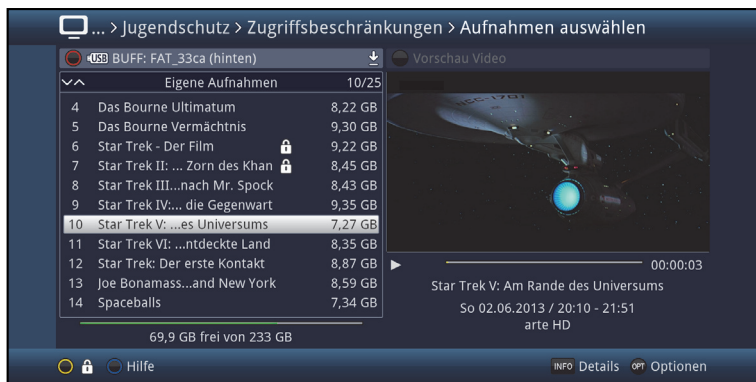 ... > Jugendschutz > Zugriffsbeschränkungen > Aufnahmen auswählen
USB BUFF: FAT_33ca (hinten)
Vorschau Video
Eigene Aufnahmen 10/25
4 Das Bourne Ultimatum 8,22 GB
5 Das Bourne Vermächtnis 9,30 GB
6 Star Trek - Der Film 9,22 GB
7 Star Trek II: ... Zorn des Khan 8,45 GB
8 Star Trek III...nach Mr. Spock 8,43 GB
9 Star Trek IV:... die Gegenwart 9,35 GB
10 Star Trek V: ...es Universums 7,27 GB
11 Star Trek VI: ...ntdeckte Land 8,35 GB
12 Star Trek: Der erste Kontakt 8,87 GB
13 Joe Bonamass...and New York 8,59 GB
14 Spaceballs 7,34 GB
69,9 GB frei von 233 GB
NCC-1701
00:00:03
Star Trek V: Am Rande des Universums
So 02.06.2013 / 20:10 - 21:51
arte HD
Hilfe
INFO Details OPT Optionen